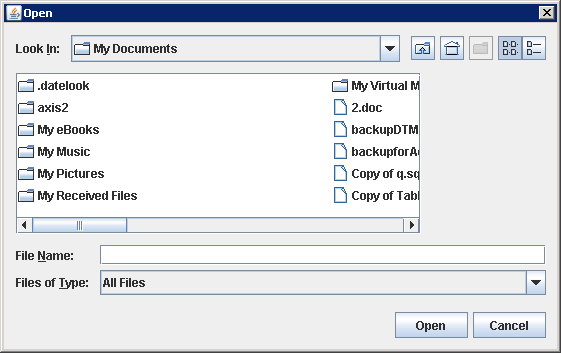 Open
Look In: My Documents
.datelook
axis2
My eBooks
My Music
My Pictures
My Received Files
My Virtual M
2.doc
backupDTM
backupforA
Copy of q.sq
Copy of Tabl
File Name:
Files of Type: All Files
Open Cancel